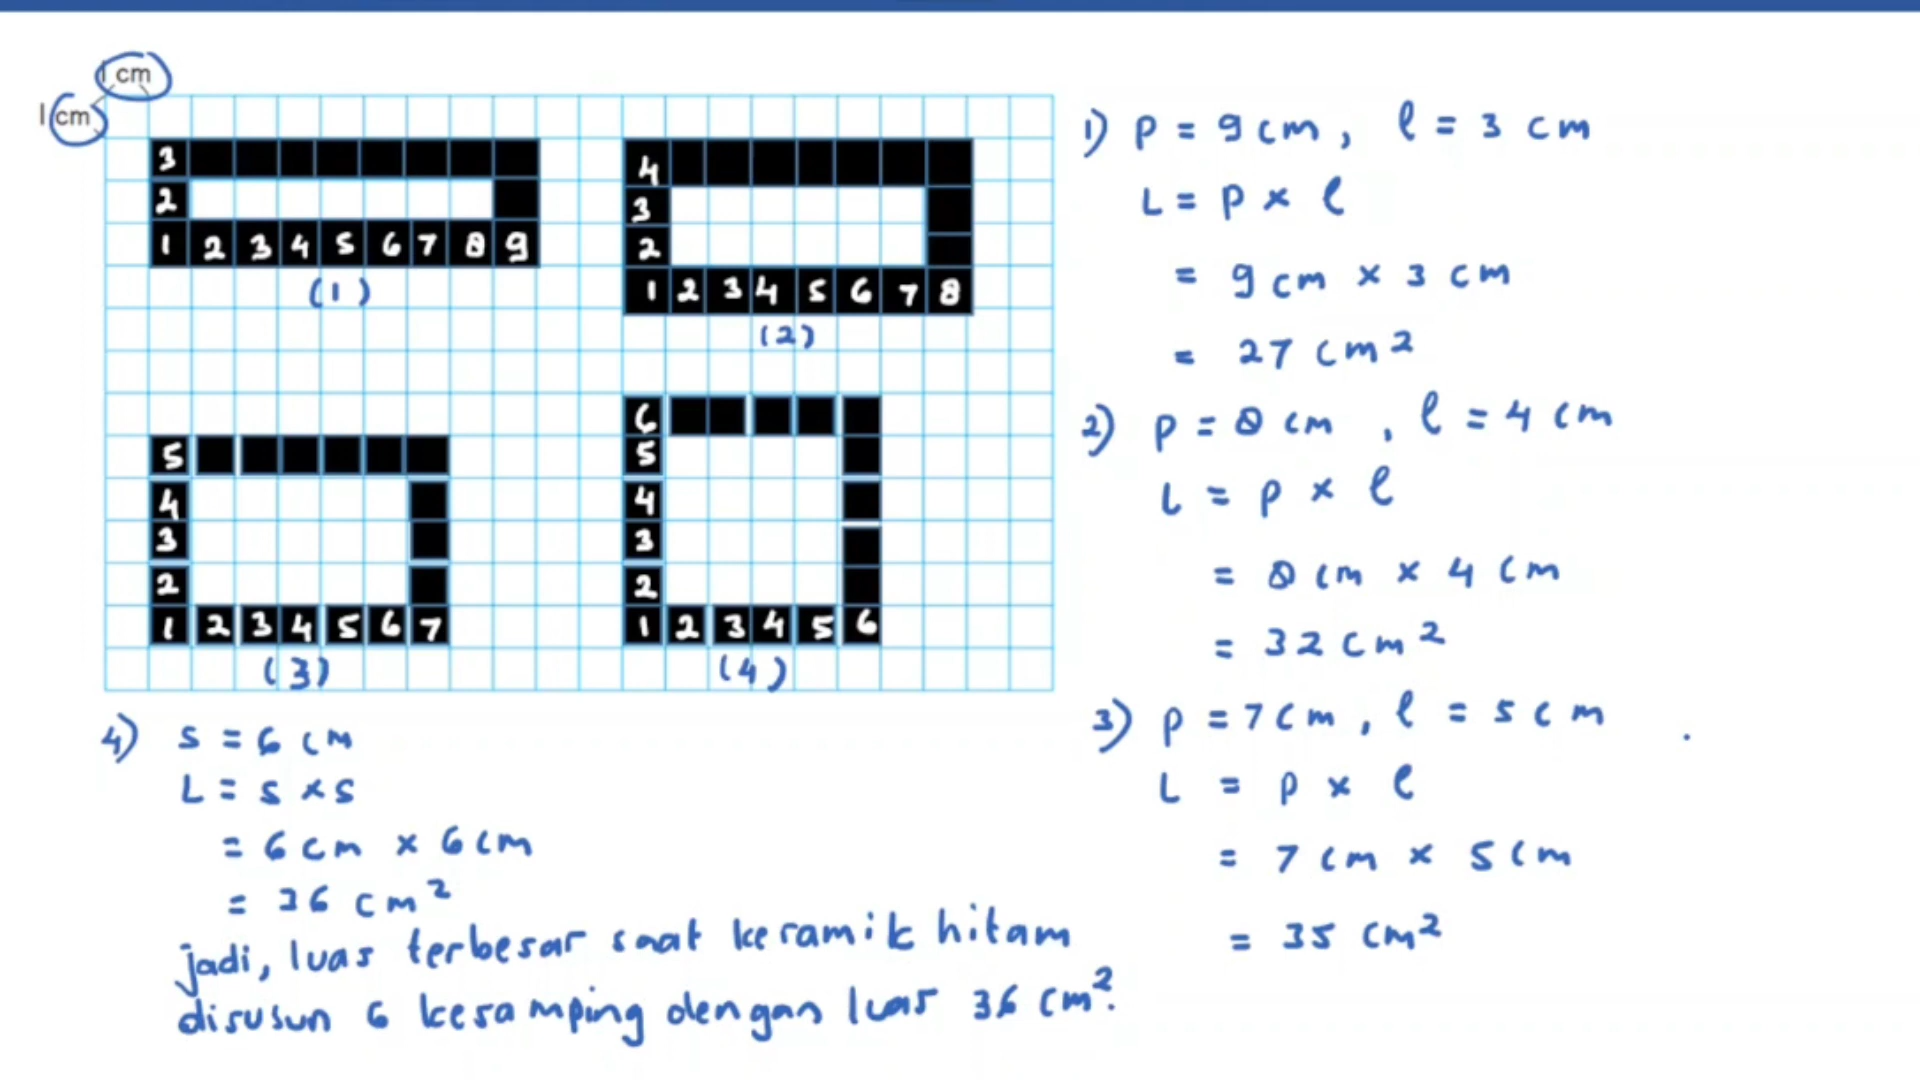 1 cm
1 cm
3
2
1 2 3 4 5 6 7 8 9
(1)
4
3
2
1 2 3 4 5 6 7 8
(2)
5
4
3
2
1 2 3 4 5 6 7
(3)
6
5
4
3
2
1 2 3 4 5 6
(4)
1) p = 9 cm, l = 3 cm
L = p × l
= 9 cm × 3 cm
= 27 cm²
2) p = 8 cm, l = 4 cm
L = p × l
= 8 cm × 4 cm
= 32 cm²
3) p = 7 cm, l = 5 cm
L = p × l
= 7 cm × 5 cm
= 35 cm²
4) s = 6 cm
L = s × s
= 6 cm × 6 cm
= 36 cm²
jadi, luas terbesar saat keramik hitam
disusun 6 kesamping dengan luas 36 cm².